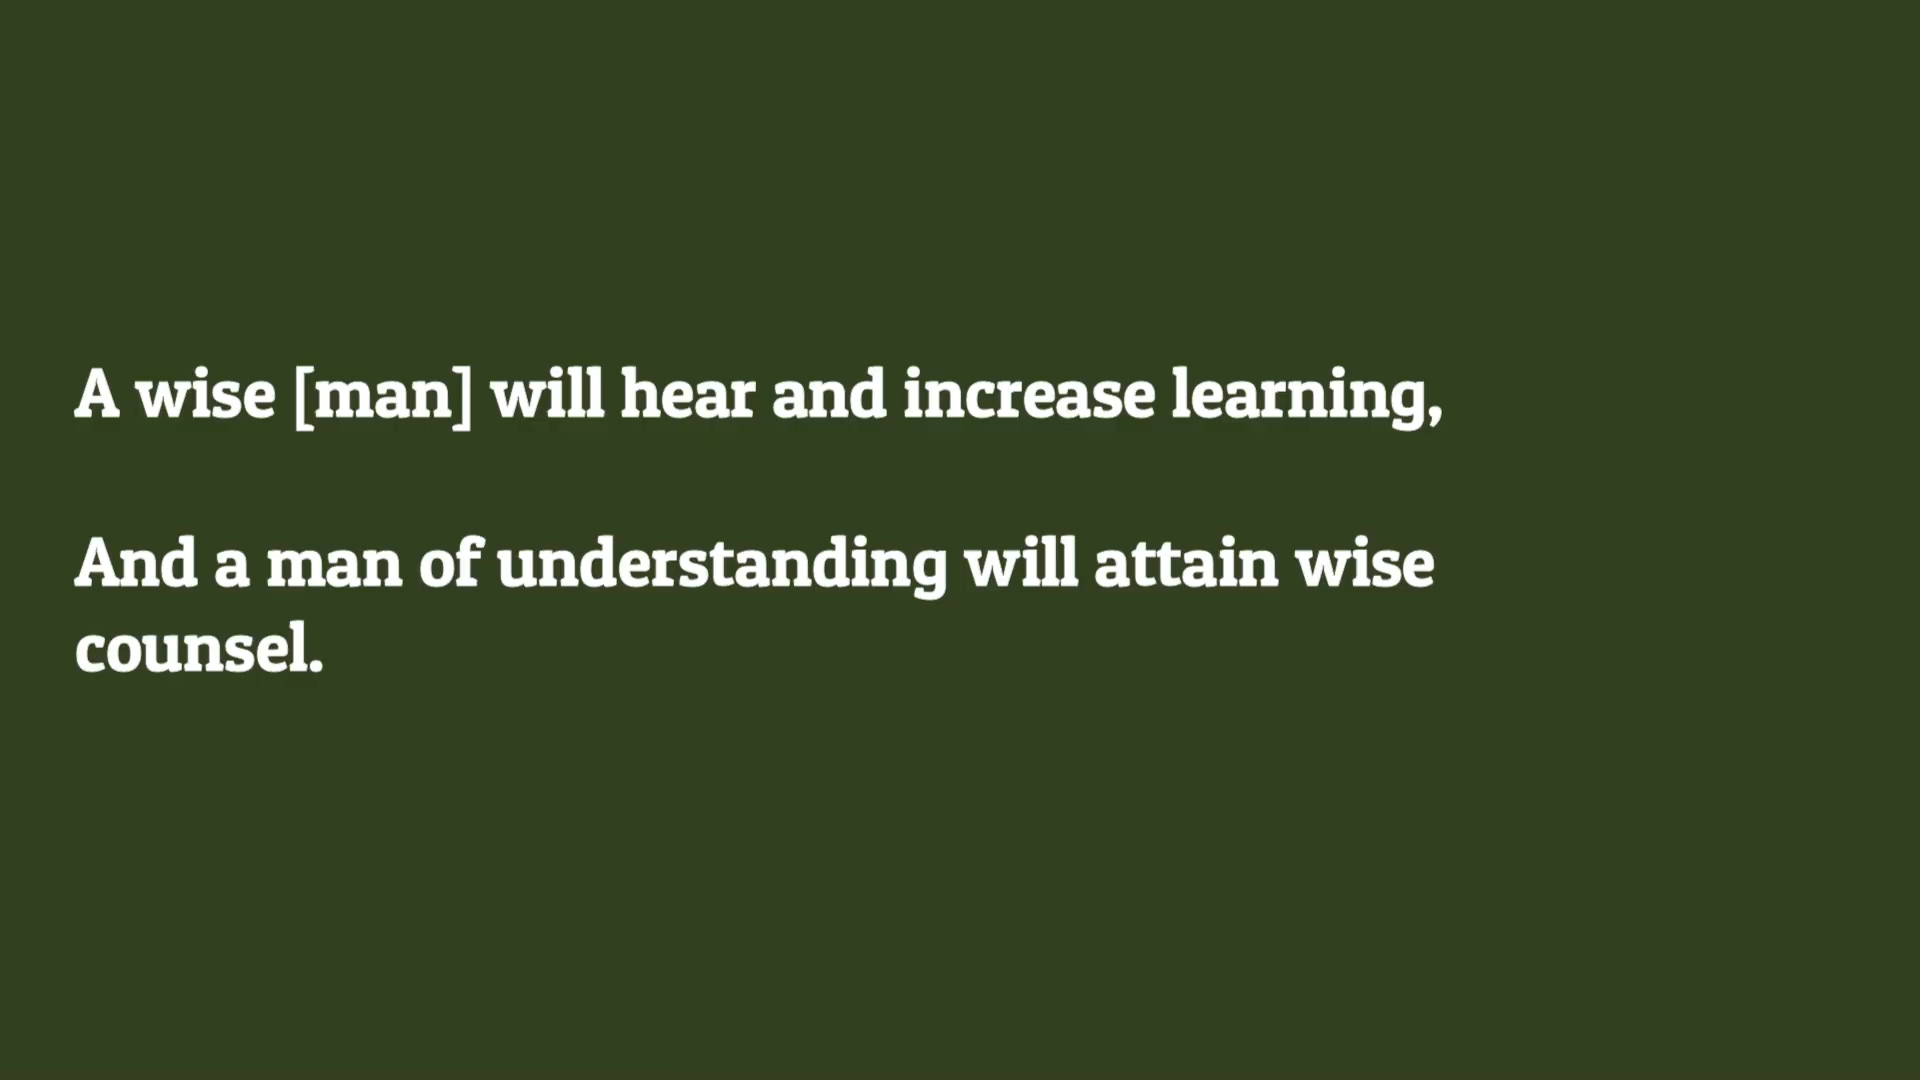 A wise [man] will hear and increase learning,
And a man of understanding will attain wise
counsel.